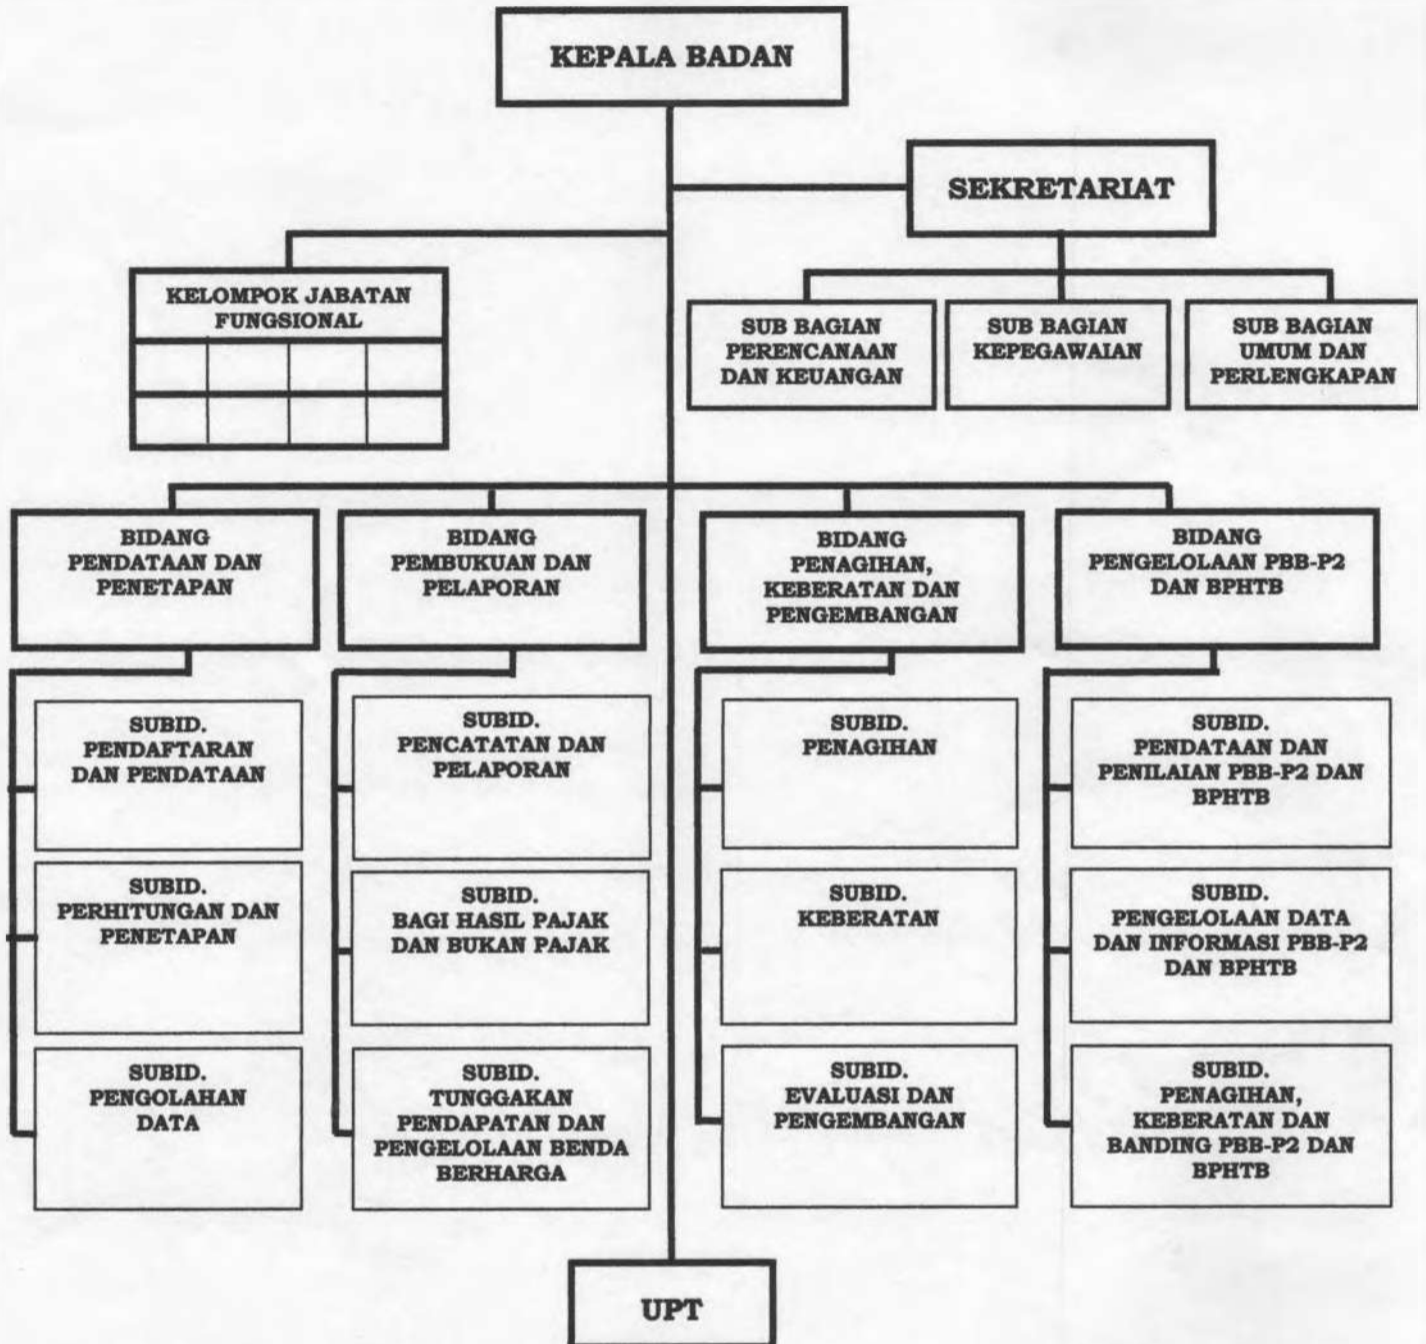 KEPALA BADAN
SEKRETARIAT
KELOMPOK JABATAN
FUNGSIONAL
SUB BAGIAN
PERENCANAAN
DAN KEUANGAN
SUB BAGIAN
KEPEGAWAIAN
SUB BAGIAN
UMUM DAN
PERLENGKAPAN
BIDANG
PENDATAAN DAN
PENETAPAN
BIDANG
PEMBUKUAN DAN
PELAPORAN
BIDANG
PENAGIHAN,
KEBERATAN DAN
PENGEMBANGAN
BIDANG
PENGELOLAAN PBB-P2
DAN BPHTB
SUBID.
PENDAFTARAN
DAN PENDATAAN
SUBID.
PERHITUNGAN DAN
PENETAPAN
SUBID.
PENGOLAHAN
DATA
SUBID.
PENCATATAN DAN
PELAPORAN
SUBID.
BAGI HASIL PAJAK
DAN BUKAN PAJAK
SUBID.
TUNGGAKAN
PENDAPATAN DAN
PENGELOLAAN BENDA
BERHARGA
SUBID.
PENAGIHAN
SUBID.
KEBERATAN
SUBID.
EVALUASI DAN
PENGEMBANGAN
SUBID.
PENDATAAN DAN
PENILAIAN PBB-P2 DAN
BPHTB
SUBID.
PENGELOLAAN DATA
DAN INFORMASI PBB-P2
DAN BPHTB
SUBID.
PENAGIHAN,
KEBERATAN DAN
BANDING PBB-P2 DAN
BPHTB
UPT